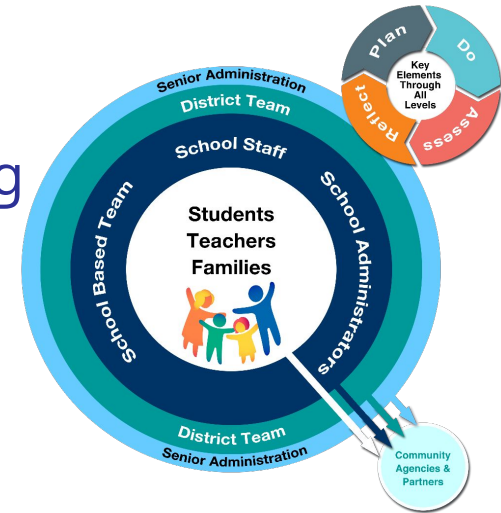 g
Plan
Do
Assess
Reflect
Key
Elements
Through
All
Levels
Senior Administration
District Team
School Staff
School Based Team
School Administrators
Students
Teachers
Families
District Team
Senior Administration
Community
Agencies &
Partners